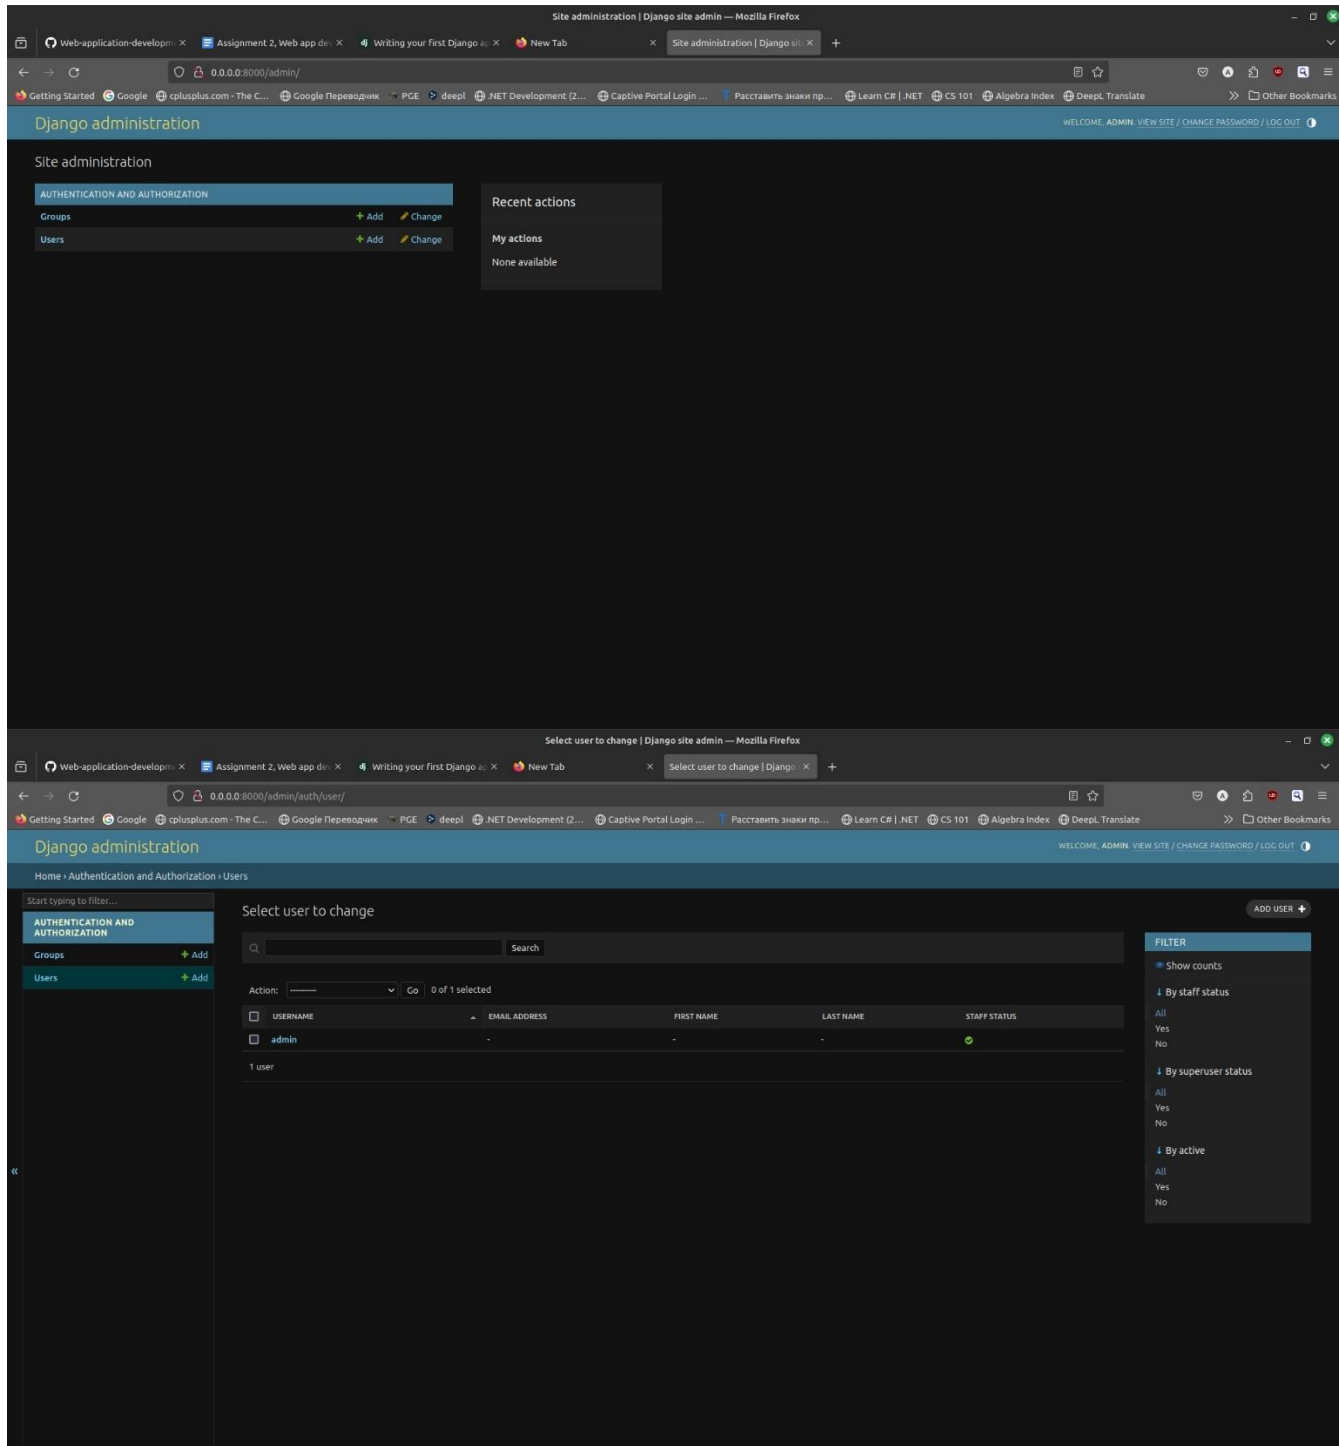 Site administration | Django site admin — Mozilla Firefox
Web-application-developm Assignment 2, Web app dev Writing your first Django ap New Tab Site administration | Django sit
0.0.0.0:8000/admin/
Getting Started Google cplusplus.com - The C... Google Переводчик PGE deepl .NET Development (2... Captive Portal Login ... Расставить знаки пр... Learn C# | .NET CS 101 Algebra Index DeepL Translate Other Bookmarks
Django administration WELCOME, ADMIN. VIEW SITE / CHANGE PASSWORD / LOG OUT
Site administration
AUTHENTICATION AND AUTHORIZATION
Groups + Add Change
Users + Add Change
Recent actions
My actions
None available
Select user to change | Django site admin — Mozilla Firefox
Web-application-developm Assignment 2, Web app dev Writing your first Django ap New Tab Select user to change | Django
0.0.0.0:8000/admin/auth/user/
Getting Started Google cplusplus.com - The C... Google Переводчик PGE deepl .NET Development (2... Captive Portal Login ... Расставить знаки пр... Learn C# | .NET CS 101 Algebra Index DeepL Translate Other Bookmarks
Django administration WELCOME, ADMIN. VIEW SITE / CHANGE PASSWORD / LOG OUT
Home › Authentication and Authorization › Users
Start typing to filter...
AUTHENTICATION AND
AUTHORIZATION
Groups + Add
Users + Add
«
Select user to change
ADD USER +
Search
Action: --------- Go 0 of 1 selected
USERNAME EMAIL ADDRESS FIRST NAME LAST NAME STAFF STATUS
admin - - -
1 user
FILTER
Show counts
↓ By staff status
All
Yes
No
↓ By superuser status
All
Yes
No
↓ By active
All
Yes
No